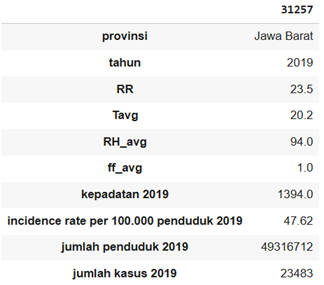 31257
provinsi Jawa Barat
tahun 2019
RR 23.5
Tavg 20.2
RH_avg 94.0
ff_avg 1.0
kepadatan 2019 1394.0
incidence rate per 100.000 penduduk 2019 47.62
jumlah penduduk 2019 49316712
jumlah kasus 2019 23483